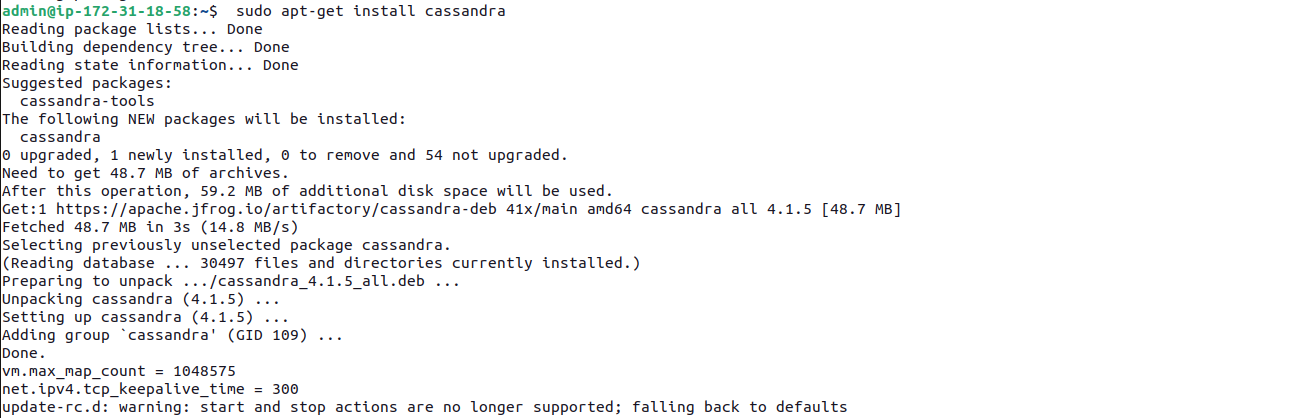 admin@ip-172-31-18-58:~$  sudo apt-get install cassandra
Reading package lists... Done
Building dependency tree... Done
Reading state information... Done
Suggested packages:
  cassandra-tools
The following NEW packages will be installed:
  cassandra
0 upgraded, 1 newly installed, 0 to remove and 54 not upgraded.
Need to get 48.7 MB of archives.
After this operation, 59.2 MB of additional disk space will be used.
Get:1 https://apache.jfrog.io/artifactory/cassandra-deb 41x/main amd64 cassandra all 4.1.5 [48.7 MB]
Fetched 48.7 MB in 3s (14.8 MB/s)
Selecting previously unselected package cassandra.
(Reading database ... 30497 files and directories currently installed.)
Preparing to unpack .../cassandra_4.1.5_all.deb ...
Unpacking cassandra (4.1.5) ...
Setting up cassandra (4.1.5) ...
Adding group `cassandra' (GID 109) ...
Done.
vm.max_map_count = 1048575
net.ipv4.tcp_keepalive_time = 300
update-rc.d: warning: start and stop actions are no longer supported; falling back to defaults